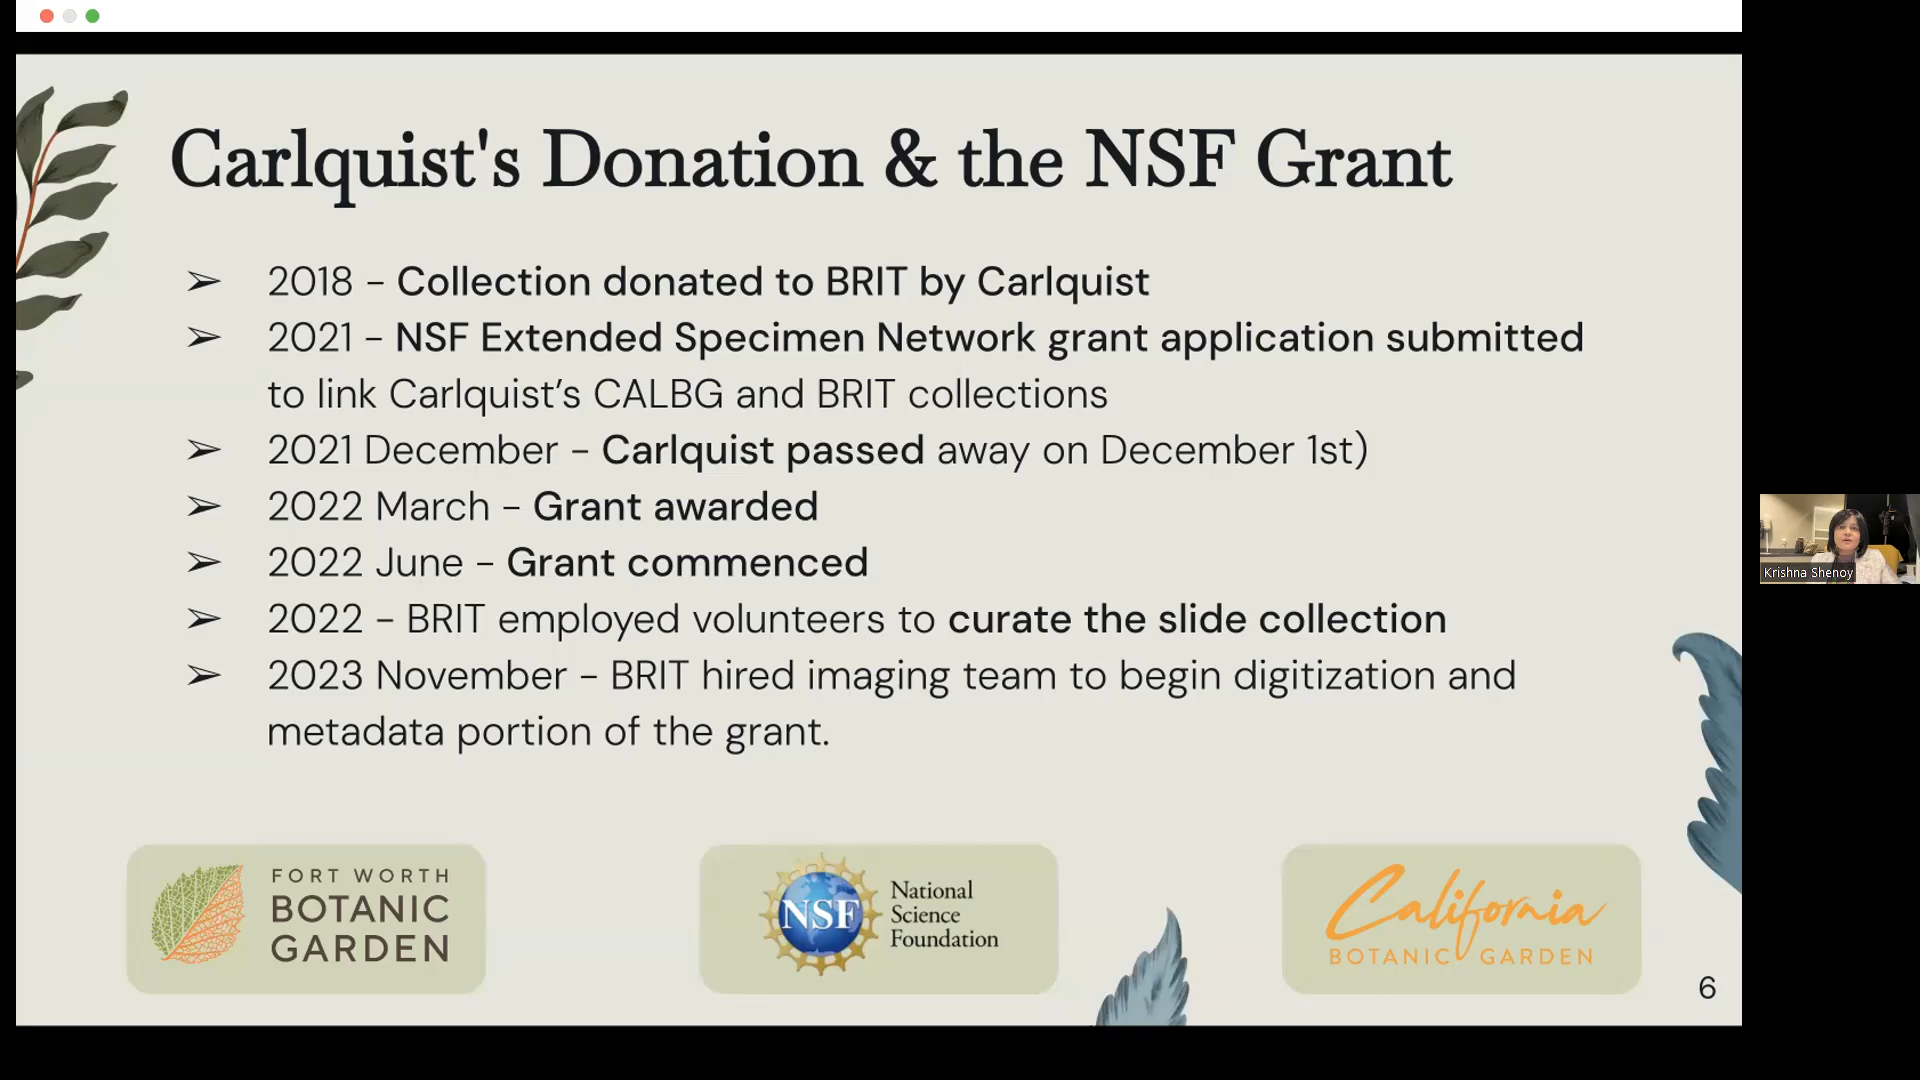 Carlquist's Donation & the NSF Grant
➢ 2018 - Collection donated to BRIT by Carlquist
➢ 2021 - NSF Extended Specimen Network grant application submitted
to link Carlquist’s CALBG and BRIT collections
➢ 2021 December - Carlquist passed away on December 1st)
➢ 2022 March - Grant awarded
➢ 2022 June - Grant commenced
➢ 2022 - BRIT employed volunteers to curate the slide collection
➢ 2023 November - BRIT hired imaging team to begin digitization and
metadata portion of the grant.
FORT WORTH
BOTANIC
GARDEN
NSF
National
Science
Foundation
California
BOTANIC GARDEN
6
Krishna Shenoy